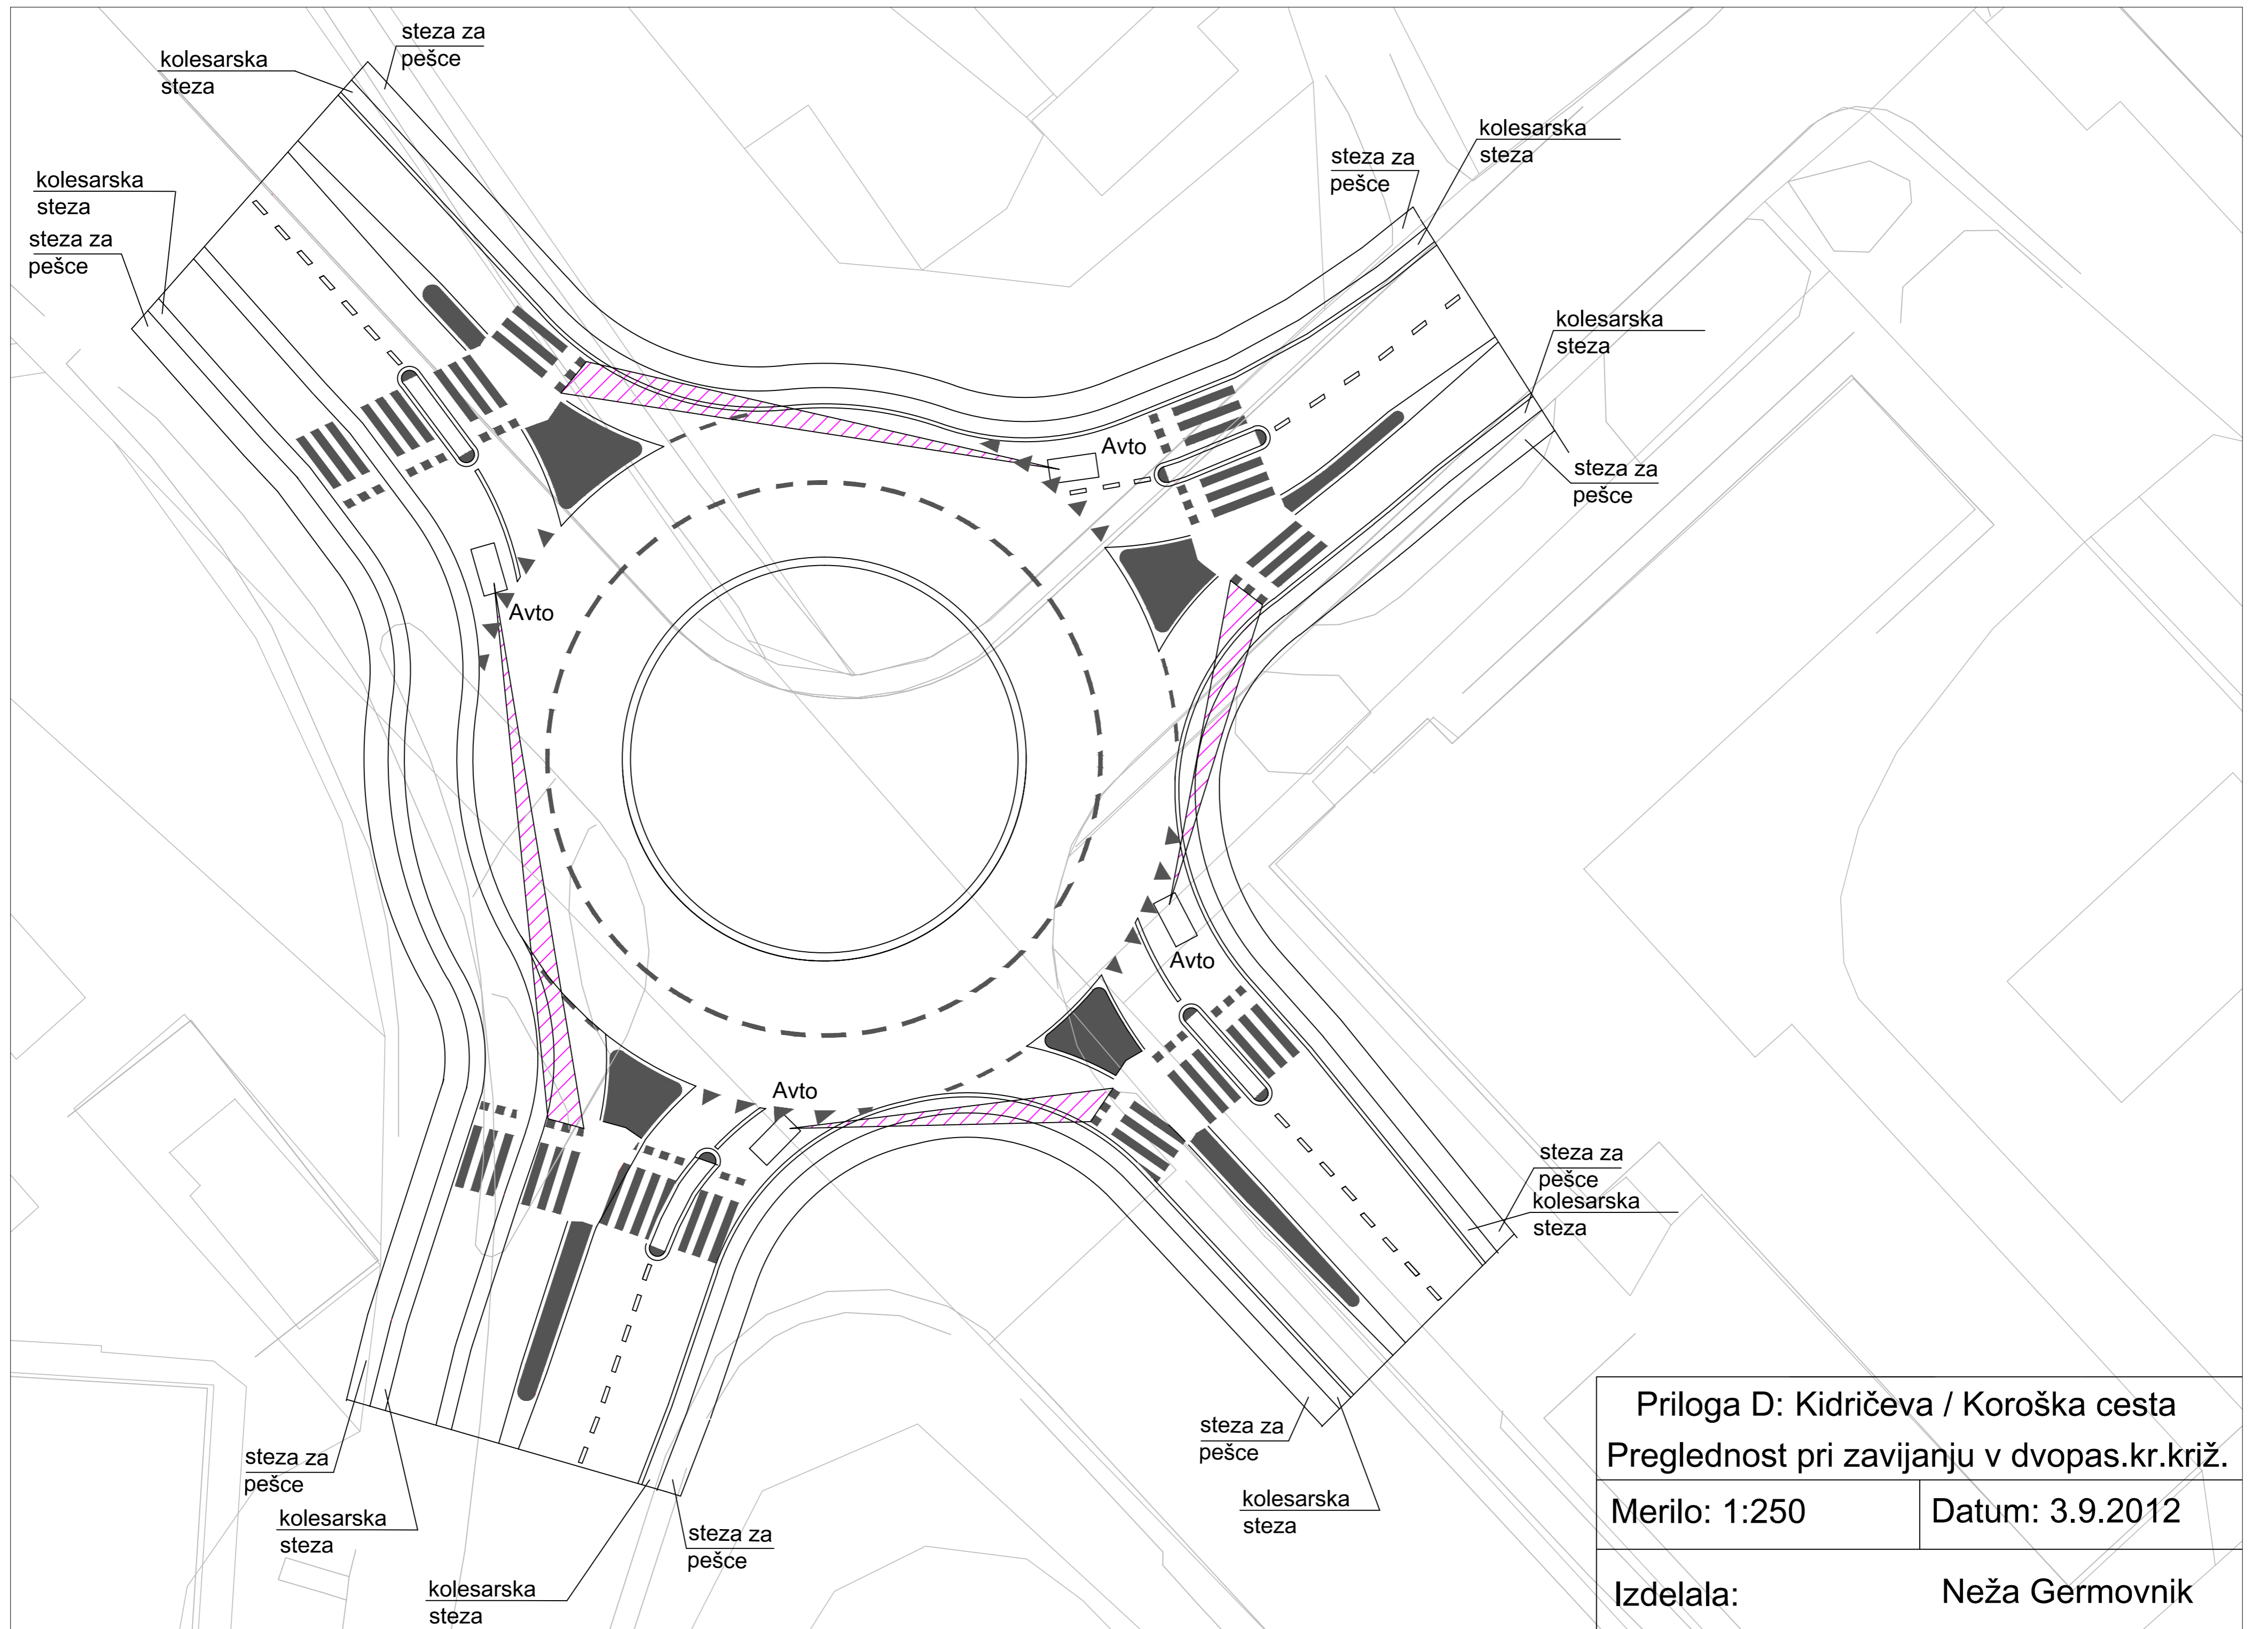 steza za
pešce
kolesarska
steza
kolesarska
steza
steza za
pešce
kolesarska
steza
steza za
pešce
kolesarska
steza
steza za
pešce
Avto
Avto
Avto
Avto
steza za
pešce
kolesarska
steza
steza za
pešce
kolesarska
steza
steza za
pešce
kolesarska
steza
steza za
pešce
kolesarska
steza
Priloga D: Kidričeva / Koroška cesta
Preglednost pri zavijanju v dvopas.kr.križ.
Merilo: 1:250
Datum: 3.9.2012
Izdelala:
Neža Germovnik